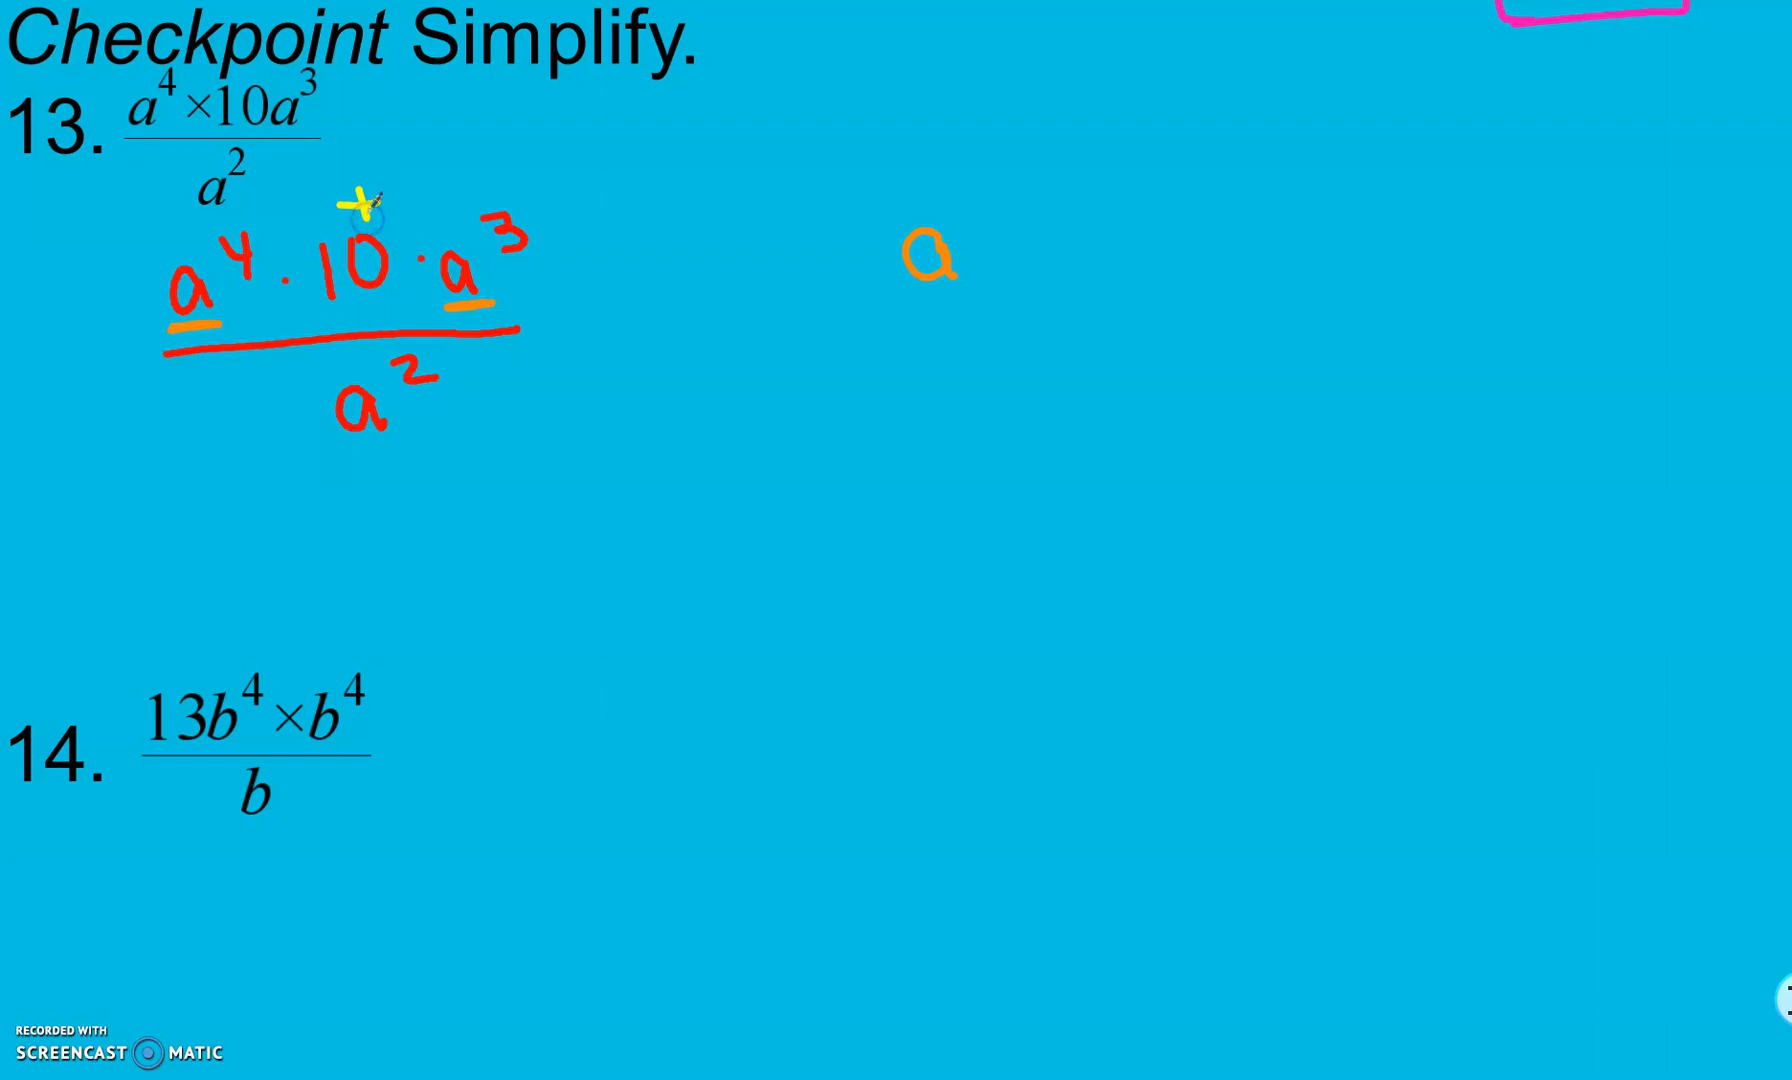 Checkpoint Simplify.
13. a⁴×10a³
a²
+
a⁴ · 10 · a³
a
a²
14. 13b⁴×b⁴
b
RECORDED WITH
SCREENCAST MATIC